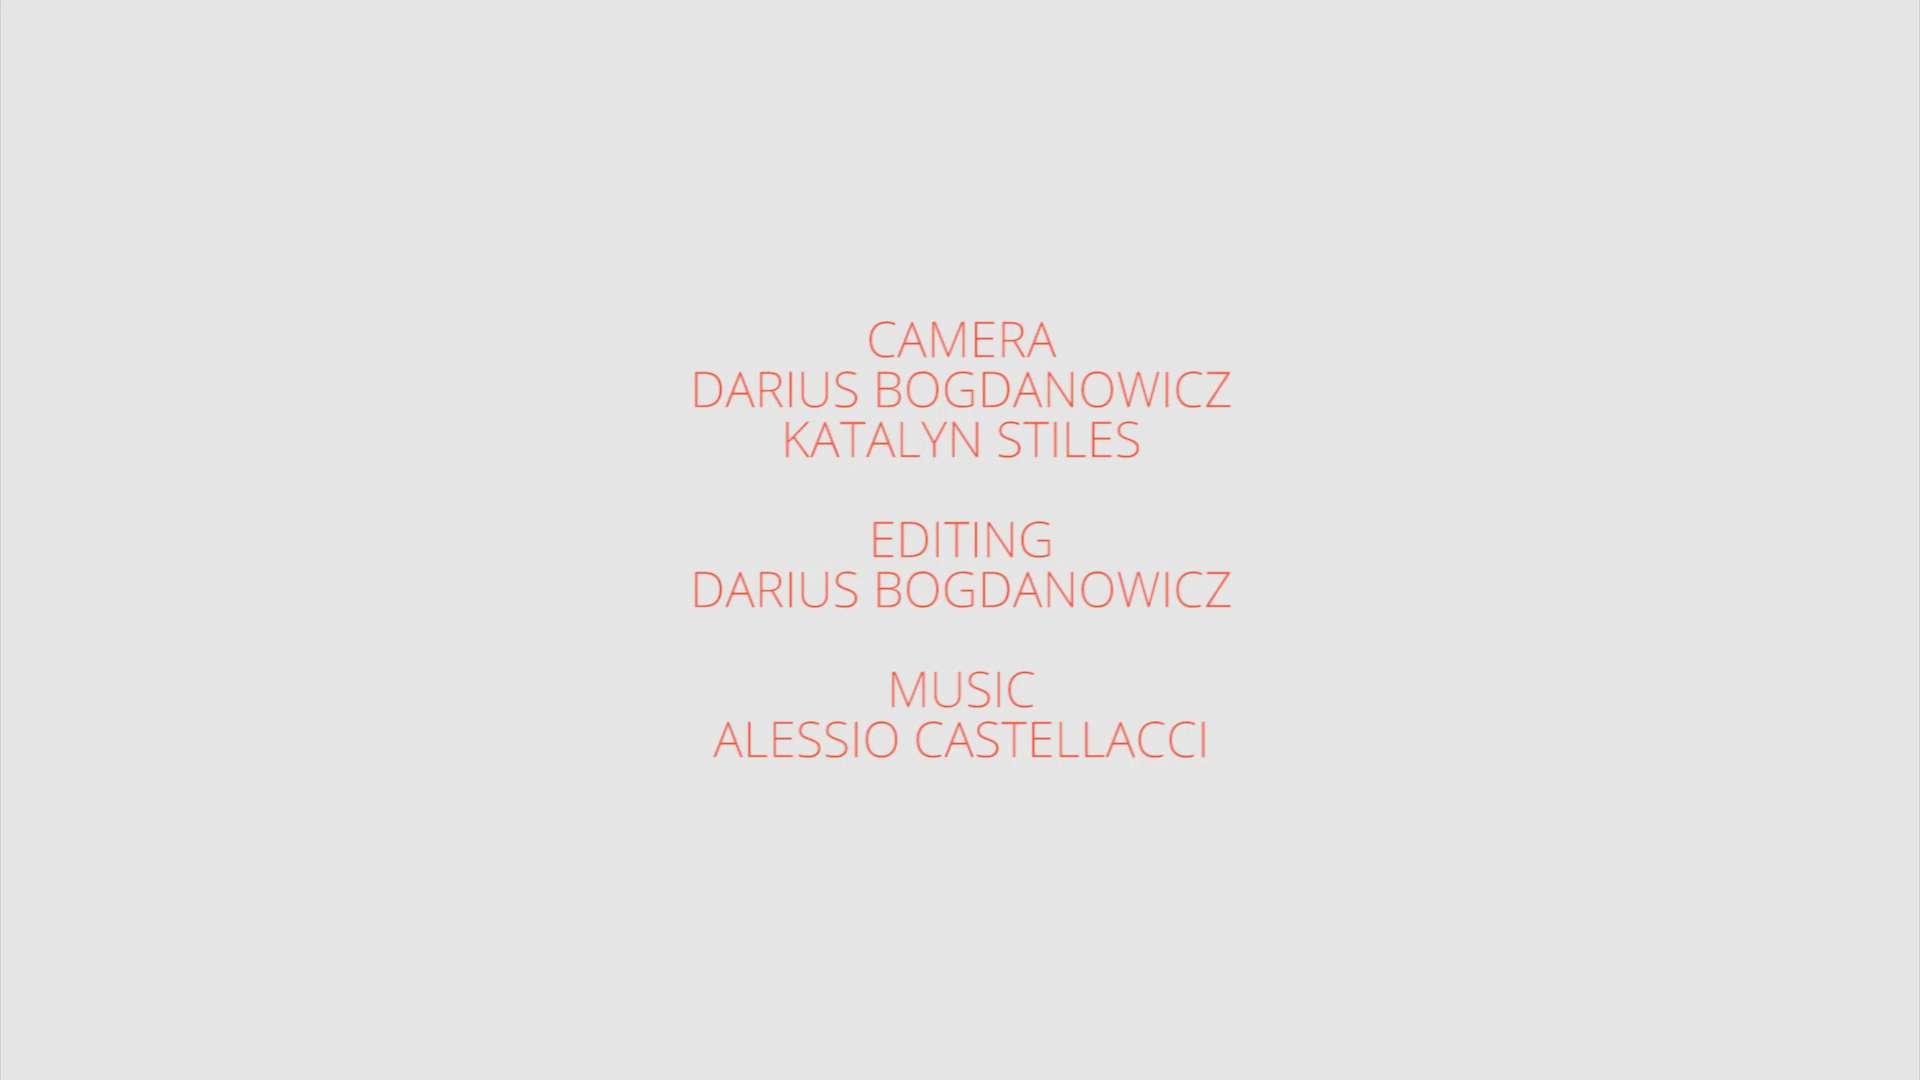 CAMERA
DARIUS BOGDANOWICZ
KATALYN STILES
EDITING
DARIUS BOGDANOWICZ
MUSIC
ALESSIO CASTELLACCI